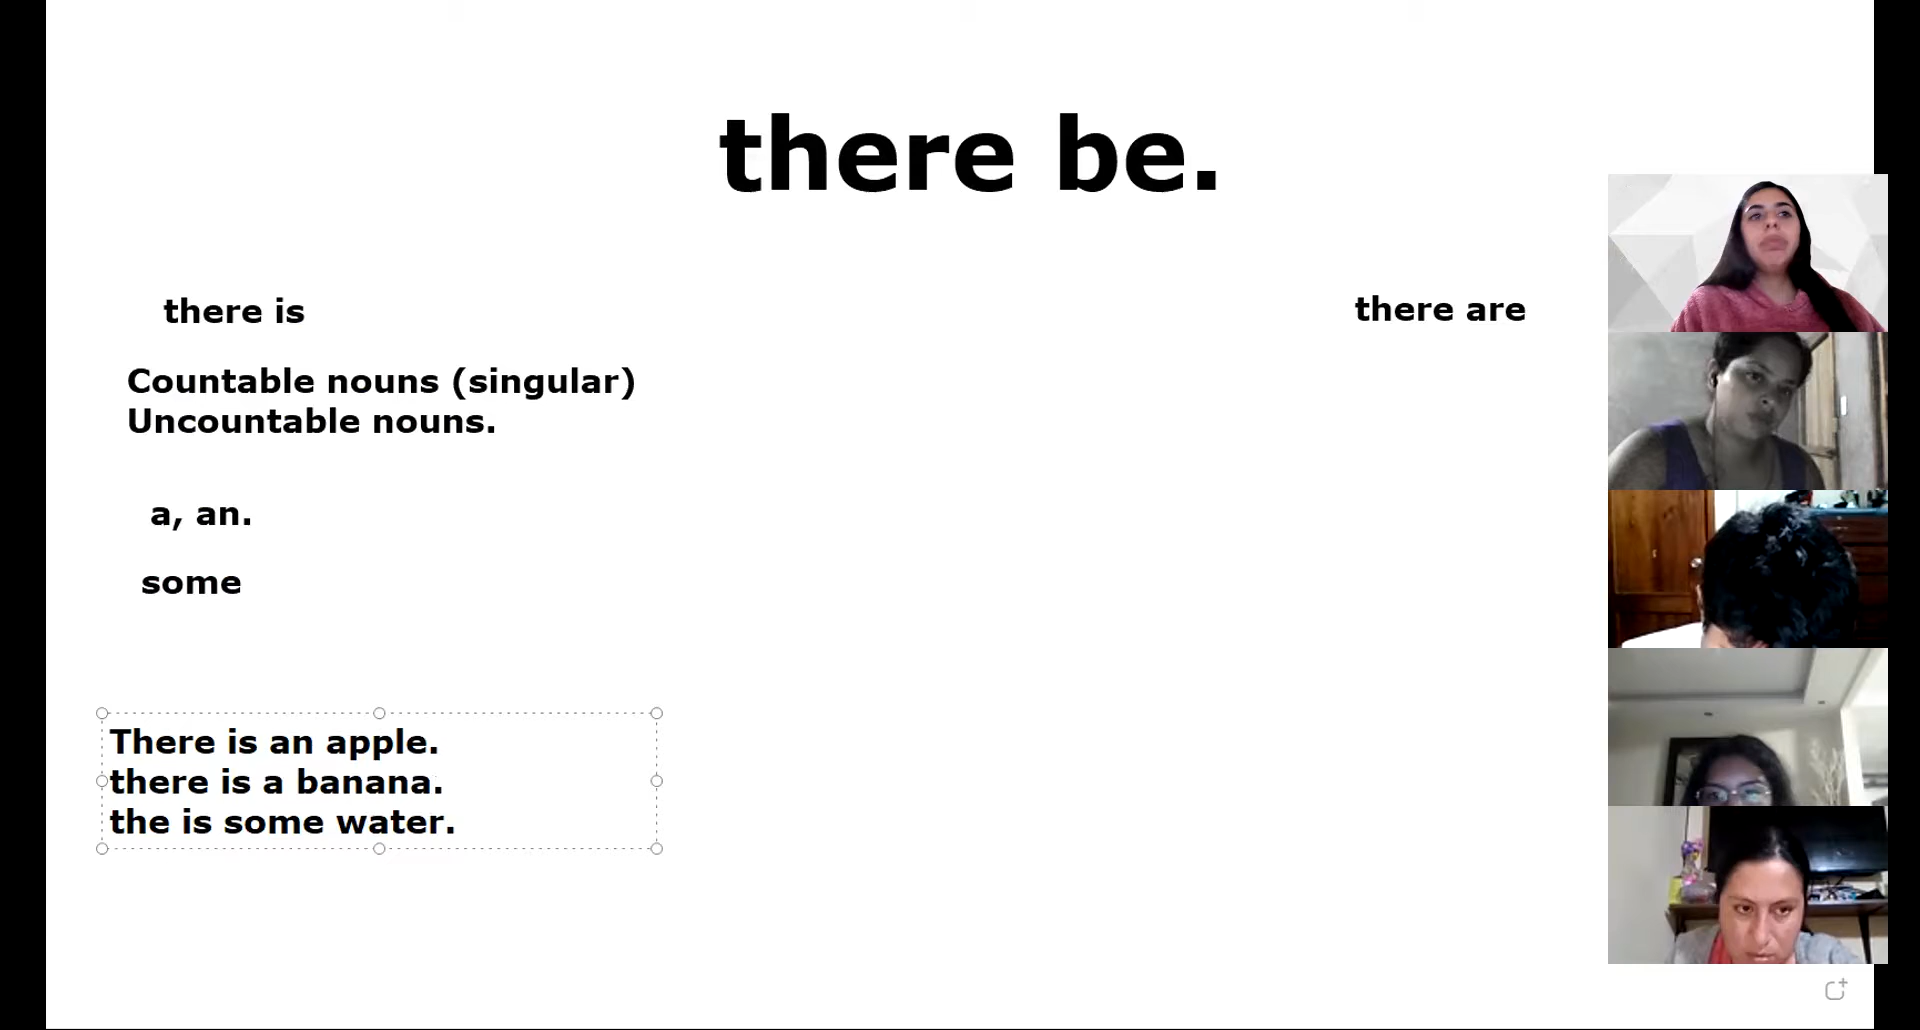 there be.
there is
there are
Countable nouns (singular)
Uncountable nouns.
a, an.
some
There is an apple.
there is a banana.
the is some water.